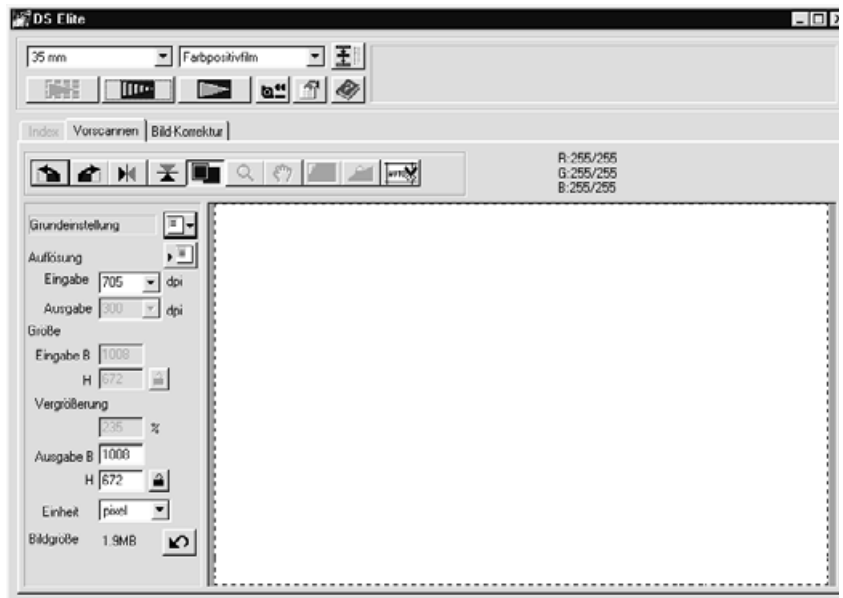 DS Elite
35 mm Farbpositivfilm
Index Vorscannen Bild-Korrektur
AUTO
R:255/255
G:255/255
B:255/255
Grundeinstellung
Auflösung
Eingabe 705 dpi
Ausgabe 300 dpi
Größe
Eingabe B 1008
H 672
Vergrößerung
235 %
Ausgabe B 1008
H 672
Einheit pixel
Bildgröße 1.9MB